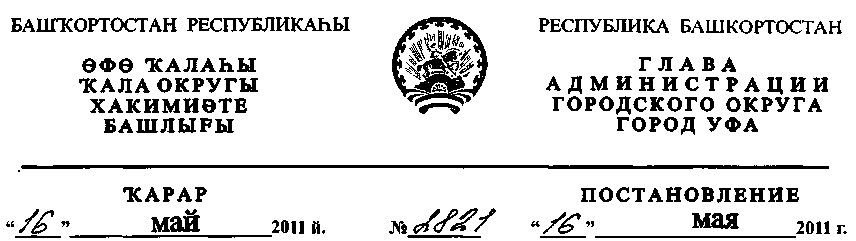 БАШҠОРТОСТАН РЕСПУБЛИКАҺЫ
ӨФӨ ҠАЛАҺЫ
ҠАЛА ОКРУГЫ
ХАКИМИӘТЕ
БАШЛЫҒЫ
РЕСПУБЛИКА БАШКОРТОСТАН
ГЛАВА
АДМИНИСТРАЦИИ
ГОРОДСКОГО ОКРУГА
ГОРОД УФА
ҠАРАР
ПОСТАНОВЛЕНИЕ
“16” май 2011 й. № 2821 “16” мая 2011 г.